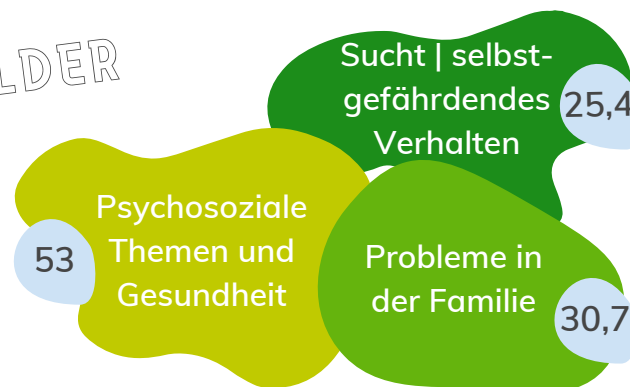 LDER
Sucht | selbst-
gefährdendes
Verhalten
25,4
Psychosoziale
Themen und
Gesundheit
53
Probleme in
der Familie
30,7